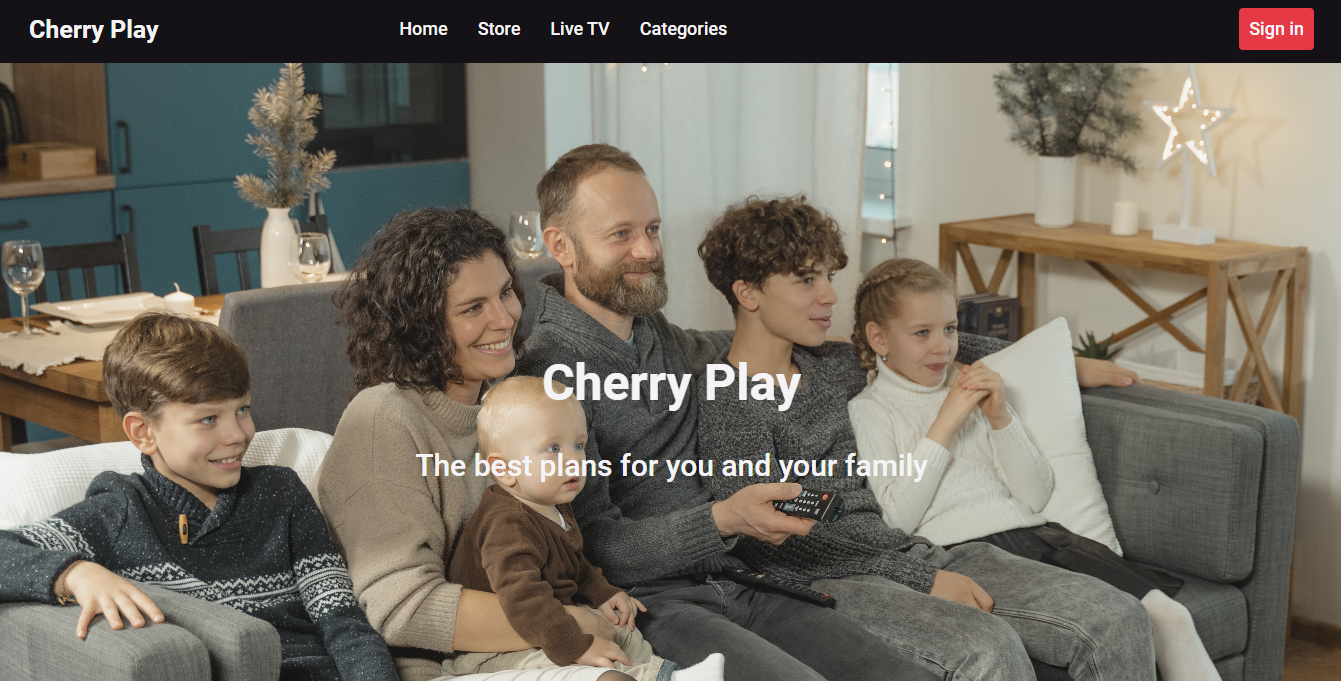 Cherry Play
Home
Store
Live TV
Categories
Sign in
Cherry Play
The best plans for you and your family